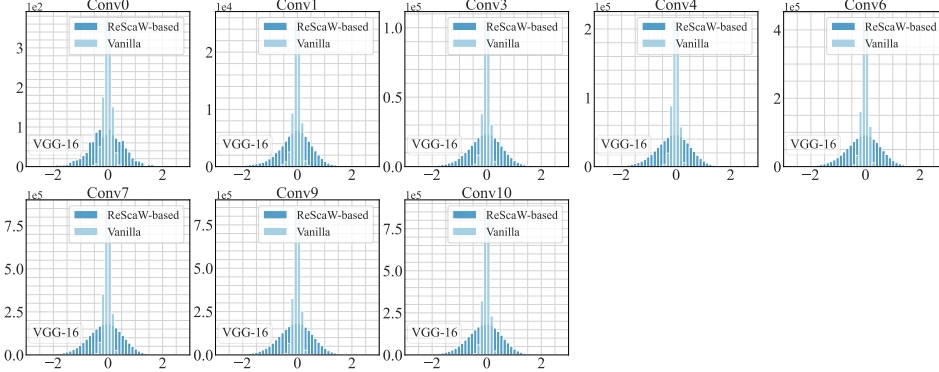 Conv0
Conv1
Conv3
Conv4
Conv6
1e2
1e4
1e5
1e5
1e5
ReScaW-based
Vanilla
ReScaW-based
Vanilla
ReScaW-based
Vanilla
ReScaW-based
Vanilla
ReScaW-based
Vanilla
3
2
1
0
2
1
0
1.0
0.5
0.0
2
1
0
4
2
0
VGG-16
VGG-16
VGG-16
VGG-16
VGG-16
−2 0 2
−2 0 2
−2 0 2
−2 0 2
−2 0 2
Conv7
Conv9
Conv10
1e5
1e5
1e5
ReScaW-based
Vanilla
ReScaW-based
Vanilla
ReScaW-based
Vanilla
7.5
5.0
2.5
0.0
7.5
5.0
2.5
0.0
7.5
5.0
2.5
0.0
VGG-16
VGG-16
VGG-16
−2 0 2
−2 0 2
−2 0 2